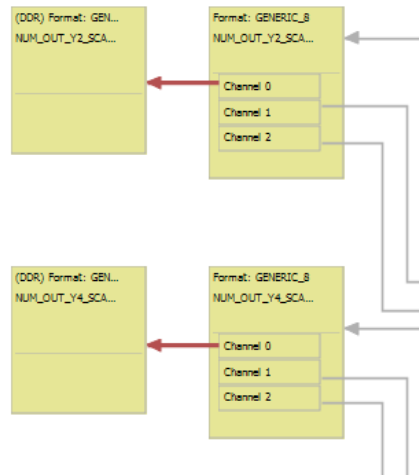 (DDR) Format: GEN...
NUM_OUT_Y2_SCA...
Format: GENERIC_8
NUM_OUT_Y2_SCA...
Channel 0
Channel 1
Channel 2
(DDR) Format: GEN...
NUM_OUT_Y4_SCA...
Format: GENERIC_8
NUM_OUT_Y4_SCA...
Channel 0
Channel 1
Channel 2